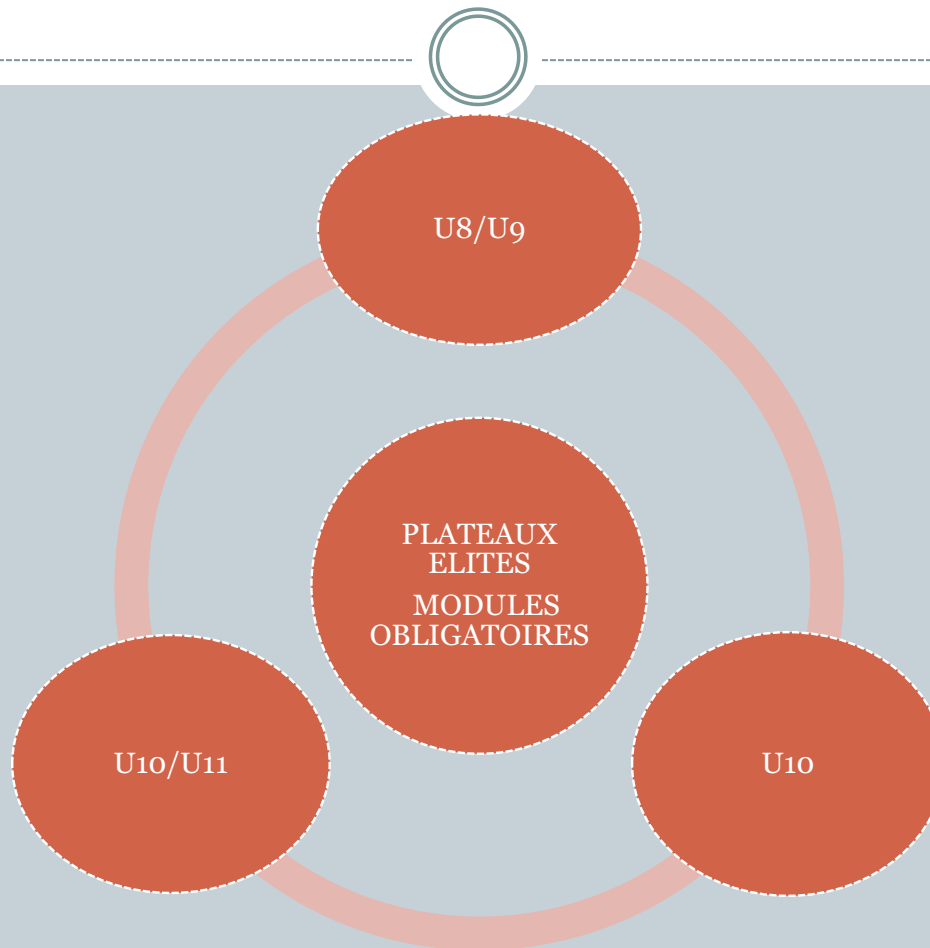 U8/U9
PLATEAUX
ELITES
MODULES
OBLIGATOIRES
U10/U11
U10